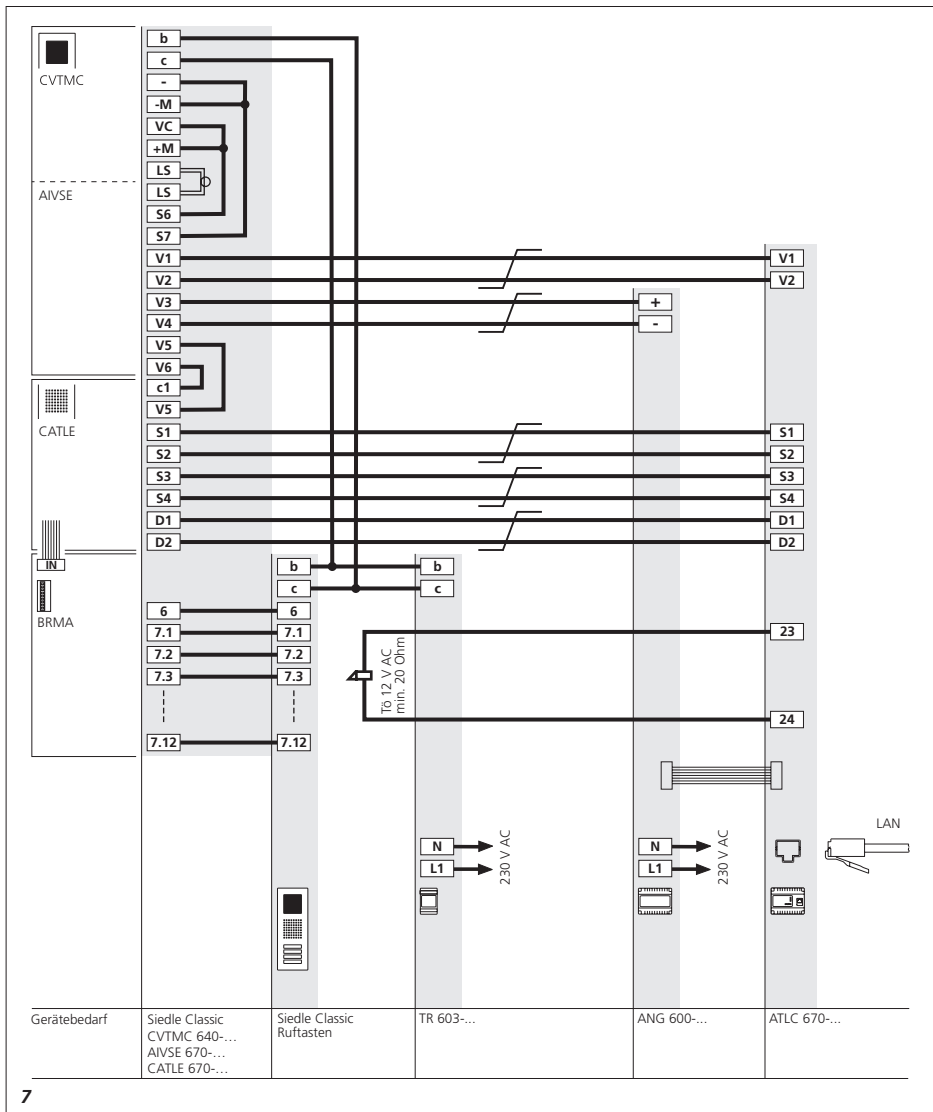 CVTMC
AIVSE
CATLE
IN
BRMA
b
c
-
-M
VC
+M
LS
LS
S6
S7
V1
V2
V3
V4
V5
V6
c1
V5
S1
S2
S3
S4
D1
D2
6
7.1
7.2
7.3
7.12
b
c
6
7.1
7.2
7.3
7.12
Tö 12 V AC
min. 20 Ohm
b
c
N
L1
230 V AC
+
-
N
L1
230 V AC
V1
V2
S1
S2
S3
S4
D1
D2
23
24
LAN
Gerätebedarf
Siedle Classic
CVTMC 640-...
AIVSE 670-...
CATLE 670-...
Siedle Classic
Ruftasten
TR 603-...
ANG 600-...
ATLC 670-...
7